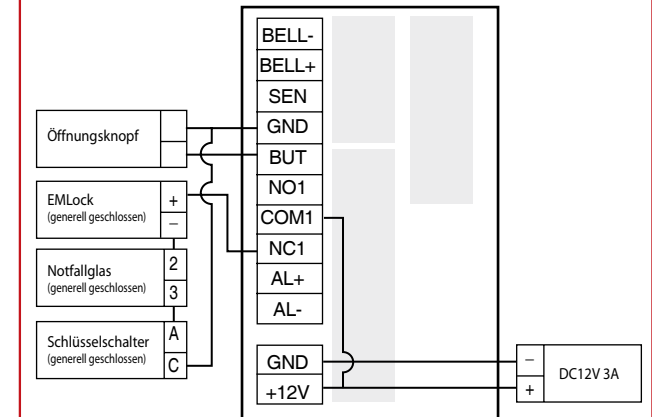 BELL-
BELL+
SEN
GND
BUT
NO1
COM1
NC1
AL+
AL-
GND
+12V
Öffnungsknopf
EMLock
(generell geschlossen)
+
–
Notfallglas
(generell geschlossen)
2
3
Schlüsselschalter
(generell geschlossen)
A
C
–
+
DC12V 3A